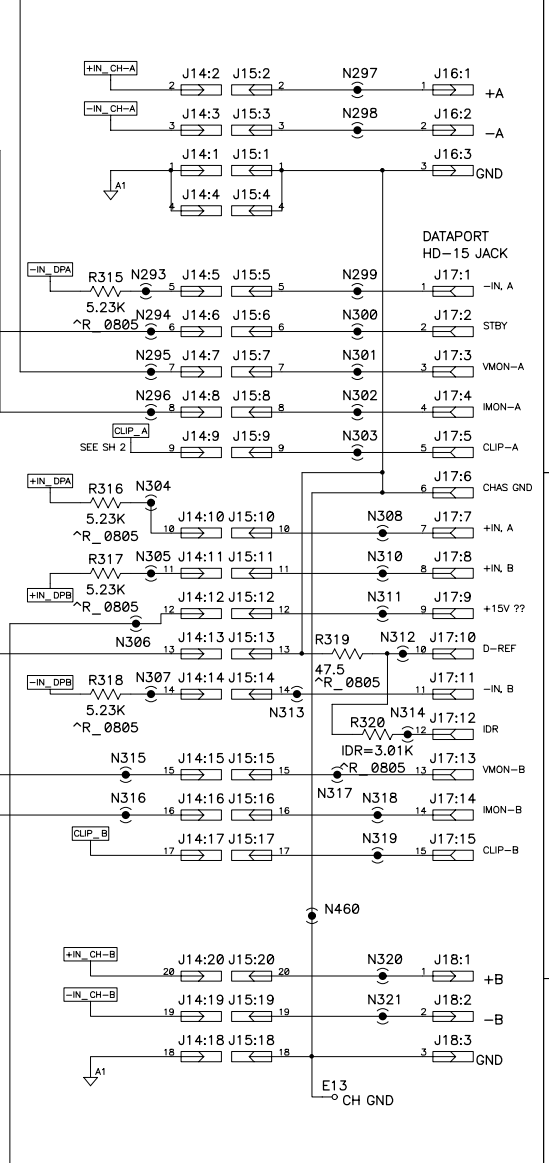 +IN_CH-A J14:2 J15:2 N297 J16:1
2 2 1 +A
-IN_CH-A J14:3 J15:3 N298 J16:2
3 3 2 -A
J14:1 J15:1 J16:3
1 1 3 GND
A1 J14:4 J15:4
4 4
DATAPORT
HD-15 JACK
-IN_DPA R315 N293 J14:5 J15:5 N299 J17:1
5 5 1 -IN, A
5.23K N294 J14:6 J15:6 N300 J17:2
^R_0805 6 6 2 STBY
N295 J14:7 J15:7 N301 J17:3
7 7 3 VMON-A
N296 J14:8 J15:8 N302 J17:4
8 8 4 IMON-A
CLIP_A J14:9 J15:9 N303 J17:5
SEE SH 2 9 9 5 CLIP-A
+IN_DPA R316 N304 J17:6
6 CHAS GND
5.23K J14:10 J15:10 N308 J17:7
^R_0805 10 10 7 +IN, A
R317 N305 J14:11 J15:11 N310 J17:8
11 11 8 +IN, B
+IN_DPB 5.23K J14:12 J15:12 N311 J17:9
^R_0805 12 12 9 +15V ??
N306 J14:13 J15:13 R319 N312 J17:10
13 13 10 D-REF
-IN_DPB R318 N307 J14:14 J15:14 47.5 J17:11
^R_0805
14 14 11 -IN, B
5.23K N313 R320 N314 J17:12
^R_0805 12 IDR
IDR=3.01K
N315 J14:15 J15:15 ^R_0805 J17:13
15 15 13 VMON-B
N316 J14:16 J15:16 N317 N318 J17:14
16 16 14 IMON-B
CLIP_B J14:17 J15:17 N319 J17:15
17 17 15 CLIP-B
N460
+IN_CH-B J14:20 J15:20 N320 J18:1
20 20 1 +B
-IN_CH-B J14:19 J15:19 N321 J18:2
19 19 2 -B
J14:18 J15:18 J18:3
18 18 3 GND
A1 E13
CH GND